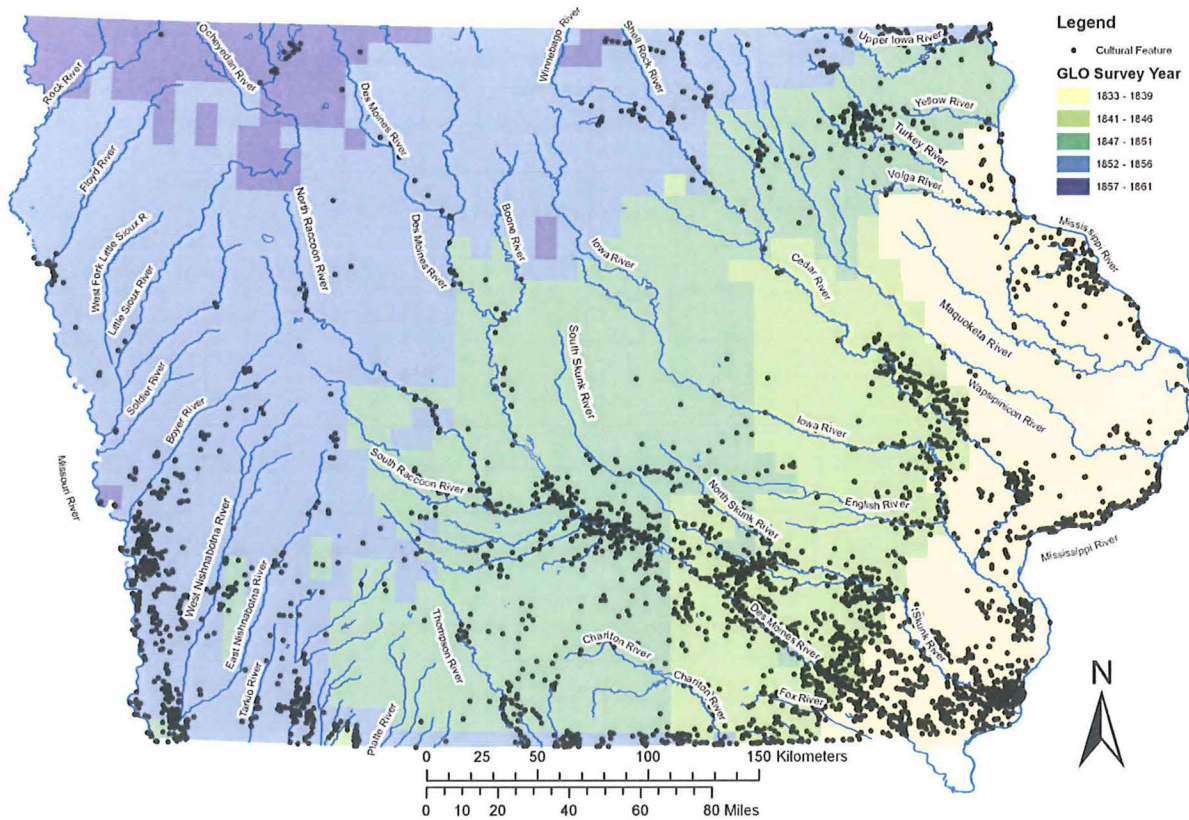 Legend
Cultural Feature
GLO Survey Year
1833 - 1839
1841 - 1846
1847 - 1851
1852 - 1856
1857 - 1861
Rock River
Ocheyedan River
Des Moines River
Winnebago River
Shell Rock River
Upper Iowa River
Yellow River
Turkey River
Volga River
Floyd River
West Fork Little Sioux R.
Little Sioux River
North Raccoon River
Des Moines River
Boone River
Iowa River
Cedar River
Mississippi River
Maquoketa River
Wapsipinicon River
Soldier River
Boyer River
South Skunk River
Iowa River
Missouri River
South Raccoon River
North Skunk River
English River
Mississippi River
West Nishnabotna River
East Nishnabotna River
Tarkio River
Platte River
Thompson River
Chariton River
Chariton River
Des Moines River
Fox River
Skunk River
N
0 25 50 100 150 Kilometers
0 10 20 40 60 80 Miles